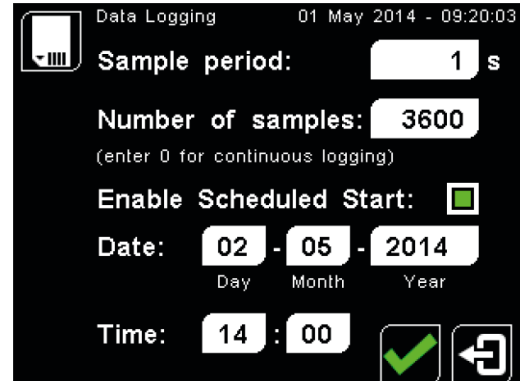 Data Logging 01 May 2014 - 09:20:03
Sample period: 1 s
Number of samples: 3600
(enter 0 for continuous logging)
Enable Scheduled Start:
Date: 02 - 05 - 2014
Day Month Year
Time: 14 : 00